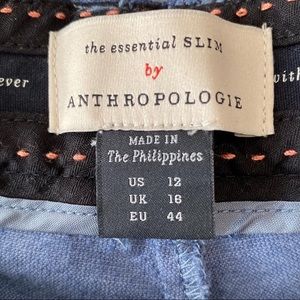 the essential SLIM
by
ANTHROPOLOGIE
ever
with
MADE IN
The Philippines
US 12
UK 16
EU 44